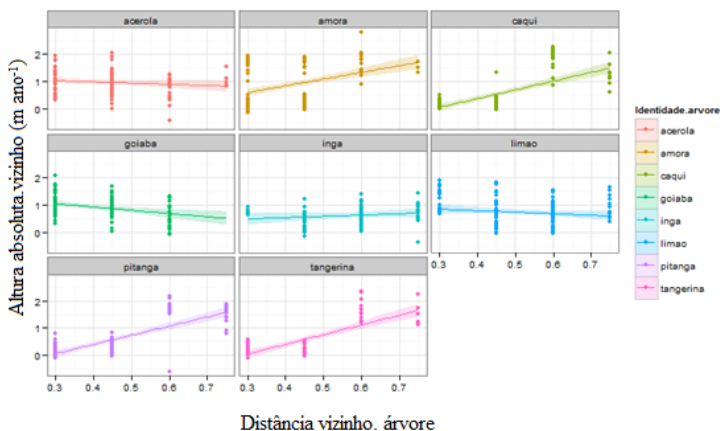 acerola amora caqui
2
1
0
goiaba inga limao
2
1
0
0.3 0.4 0.5 0.6 0.7
pitanga tangerina
2
1
0
0.3 0.4 0.5 0.6 0.7 0.3 0.4 0.5 0.6 0.7
Altura absoluta.vizinho (m ano⁻¹)
Distância vizinho. árvore
Identidade.arvore
acerola
amora
caqui
goiaba
inga
limao
pitanga
tangerina